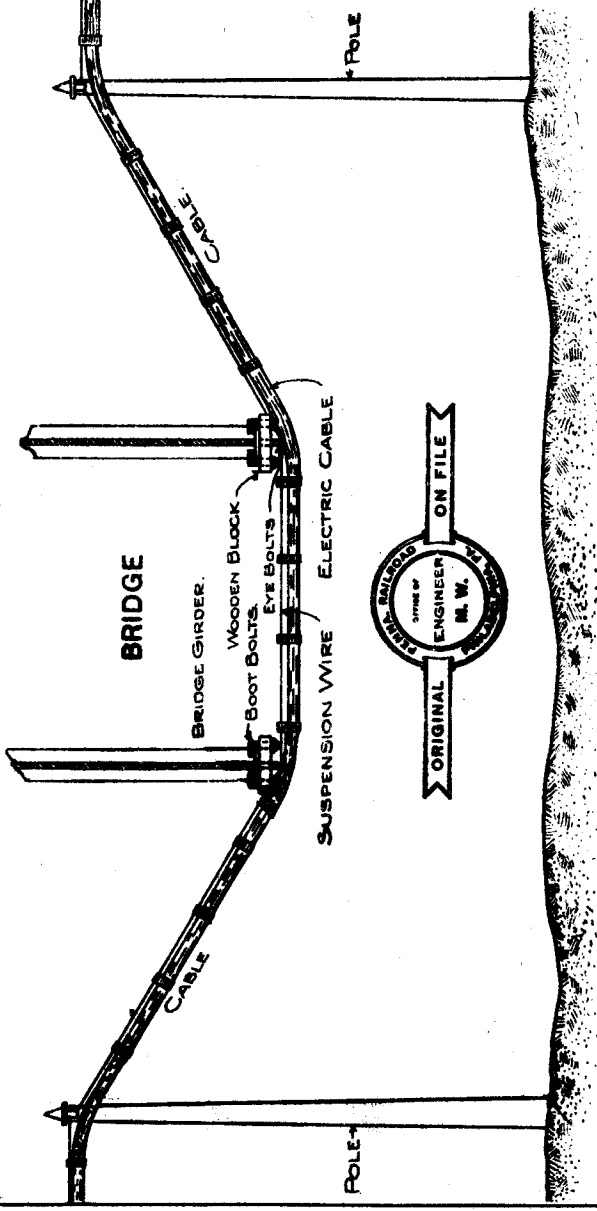 POLE
CABLE
BRIDGE
BRIDGE GIRDER.
BOOT BOLTS.
WOODEN BLOCK
EYE BOLTS
SUSPENSION WIRE
ELECTRIC CABLE
CABLE.
POLE
ORIGINAL
PENNA. RAILROAD
OFFICE OF
ENGINEER
M. W.
ON FILE